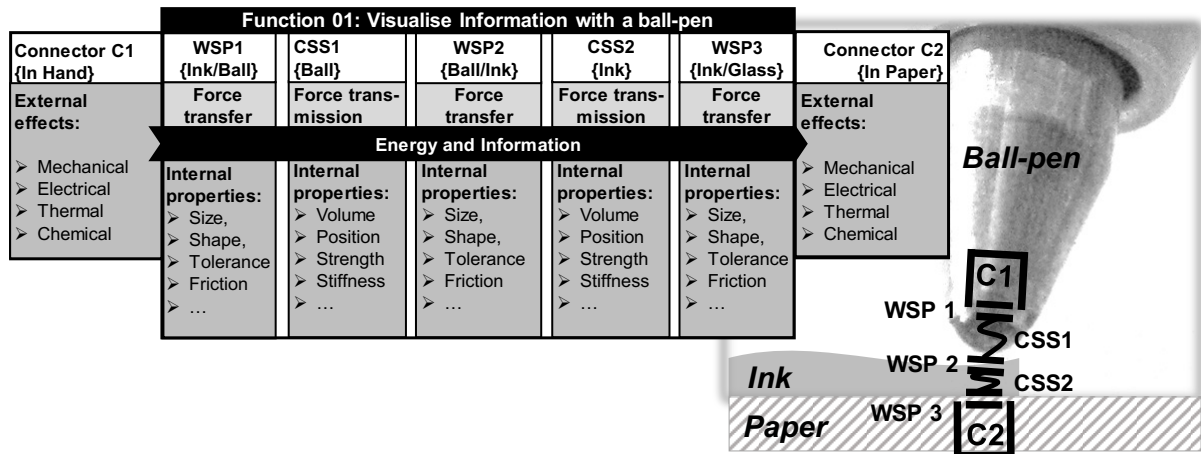 Function 01: Visualise Information with a ball-pen
Connector C1
{In Hand}
WSP1
{Ink/Ball}
CSS1
{Ball}
WSP2
{Ball/Ink}
CSS2
{Ink}
WSP3
{Ink/Glass}
Connector C2
{In Paper}
External
effects:
➢ Mechanical
➢ Electrical
➢ Thermal
➢ Chemical
Force
transfer
Force trans-
mission
Force
transfer
Force trans-
mission
Force
transfer
External
effects:
➢ Mechanical
➢ Electrical
➢ Thermal
➢ Chemical
Energy and Information
Internal
properties:
➢ Size,
➢ Shape,
➢ Tolerance
➢ Friction
➢ …
Internal
properties:
➢ Volume
➢ Position
➢ Strength
➢ Stiffness
➢ …
Internal
properties:
➢ Size,
➢ Shape,
➢ Tolerance
➢ Friction
➢ …
Internal
properties:
➢ Volume
➢ Position
➢ Strength
➢ Stiffness
➢ …
Internal
properties:
➢ Size,
➢ Shape,
➢ Tolerance
➢ Friction
➢ …
Ball-pen
C1
WSP 1
CSS1
WSP 2
CSS2
Ink
WSP 3
Paper
C2